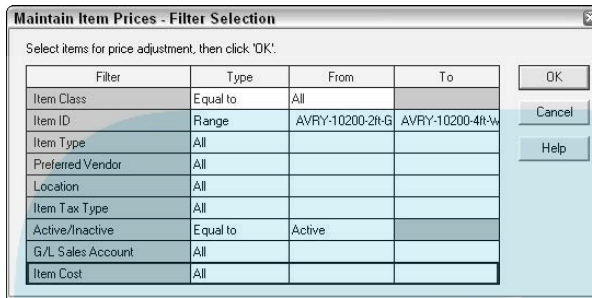 Maintain Item Prices - Filter Selection
Select items for price adjustment, then click 'OK'.
Filter Type From To OK
Item Class Equal to All
Item ID Range AVRY-10200-2ft-G AVRY-10200-4ft-W Cancel
Item Type All Help
Preferred Vendor All
Location All
Item Tax Type All
Active/Inactive Equal to Active
G/L Sales Account All
Item Cost All